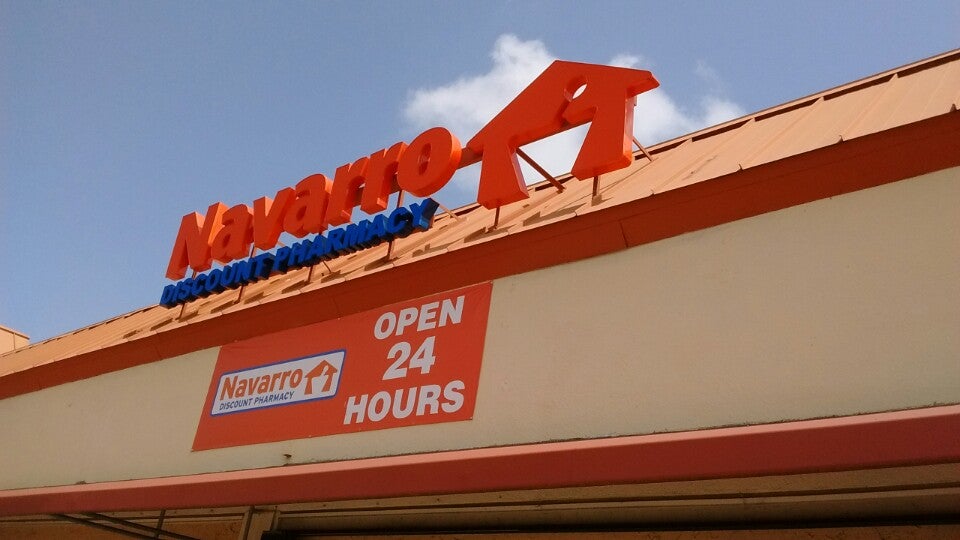 Navarro
DISCOUNT PHARMACY
Navarro
DISCOUNT PHARMACY
OPEN
24
HOURS